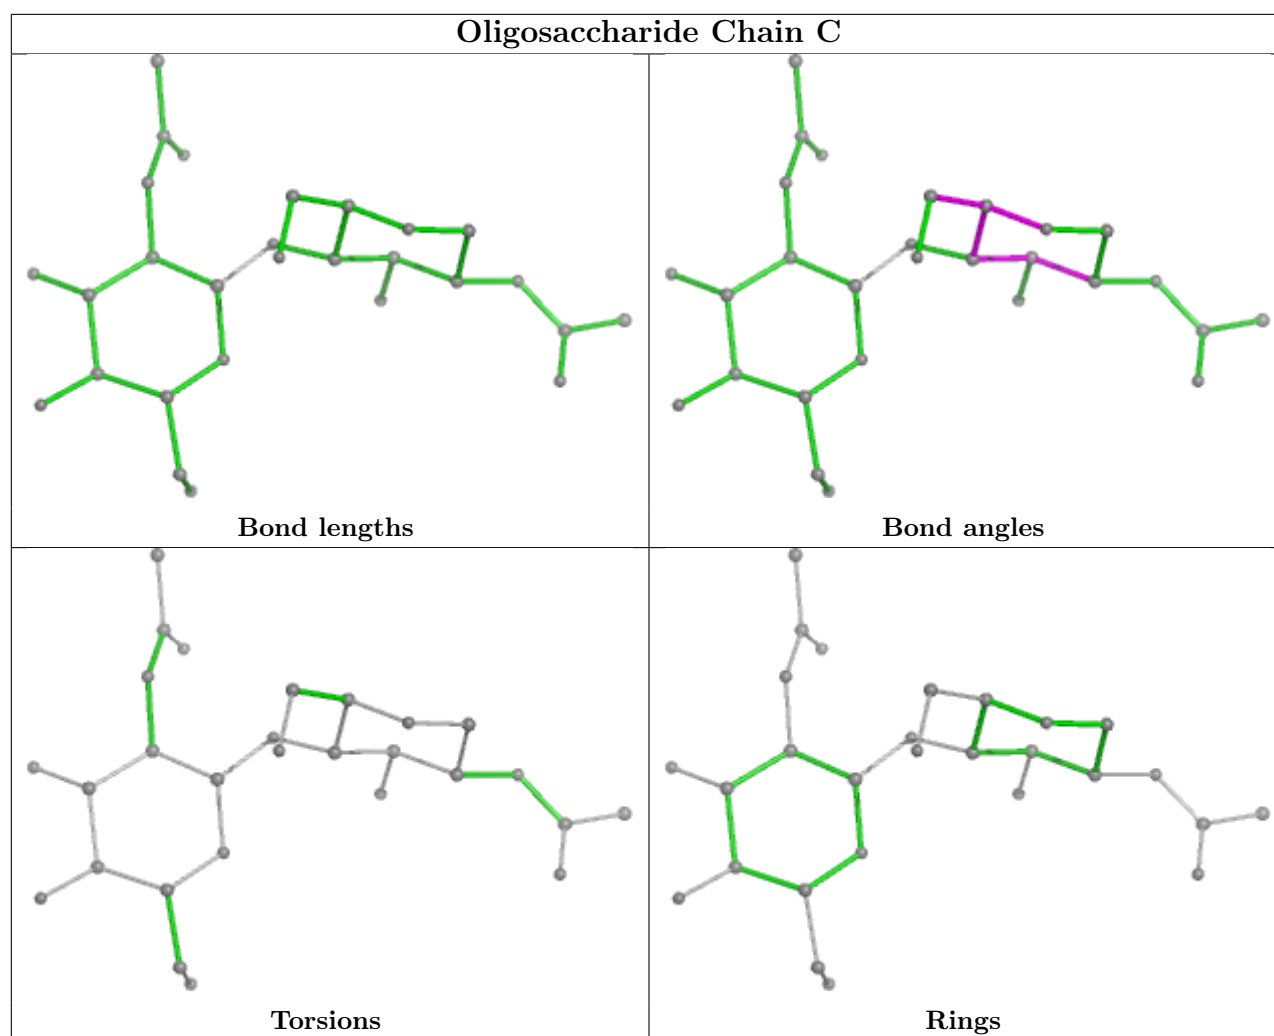 Oligosaccharide Chain C
Bond lengths
Bond angles
Torsions
Rings